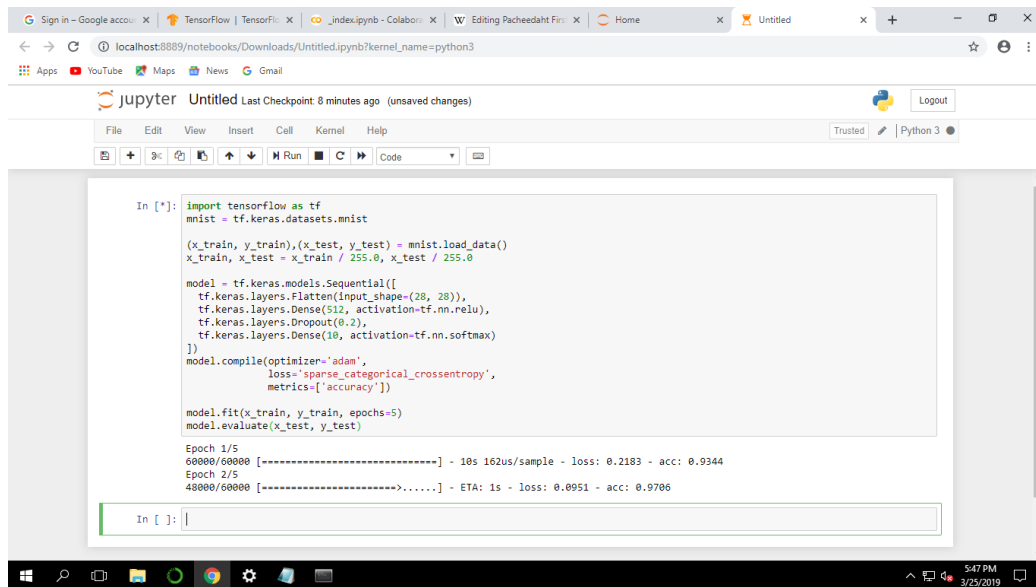 Sign in – Google accour
TensorFlow | TensorFlo
_index.ipynb - Colabora
Editing Pacheedaht Firs
Home
Untitled
localhost:8889/notebooks/Downloads/Untitled.ipynb?kernel_name=python3
Apps YouTube Maps News Gmail
jupyter Untitled Last Checkpoint: 8 minutes ago (unsaved changes)
Logout
File Edit View Insert Cell Kernel Help
Trusted Python 3
Run Code
In [*]: import tensorflow as tf
mnist = tf.keras.datasets.mnist
(x_train, y_train),(x_test, y_test) = mnist.load_data()
x_train, x_test = x_train / 255.0, x_test / 255.0
model = tf.keras.models.Sequential([
  tf.keras.layers.Flatten(input_shape=(28, 28)),
  tf.keras.layers.Dense(512, activation=tf.nn.relu),
  tf.keras.layers.Dropout(0.2),
  tf.keras.layers.Dense(10, activation=tf.nn.softmax)
])
model.compile(optimizer='adam',
              loss='sparse_categorical_crossentropy',
              metrics=['accuracy'])
model.fit(x_train, y_train, epochs=5)
model.evaluate(x_test, y_test)
Epoch 1/5
60000/60000 [==============================] - 10s 162us/sample - loss: 0.2183 - acc: 0.9344
Epoch 2/5
48000/60000 [=======================>......] - ETA: 1s - loss: 0.0951 - acc: 0.9706
In [ ]:
5:47 PM
3/25/2019